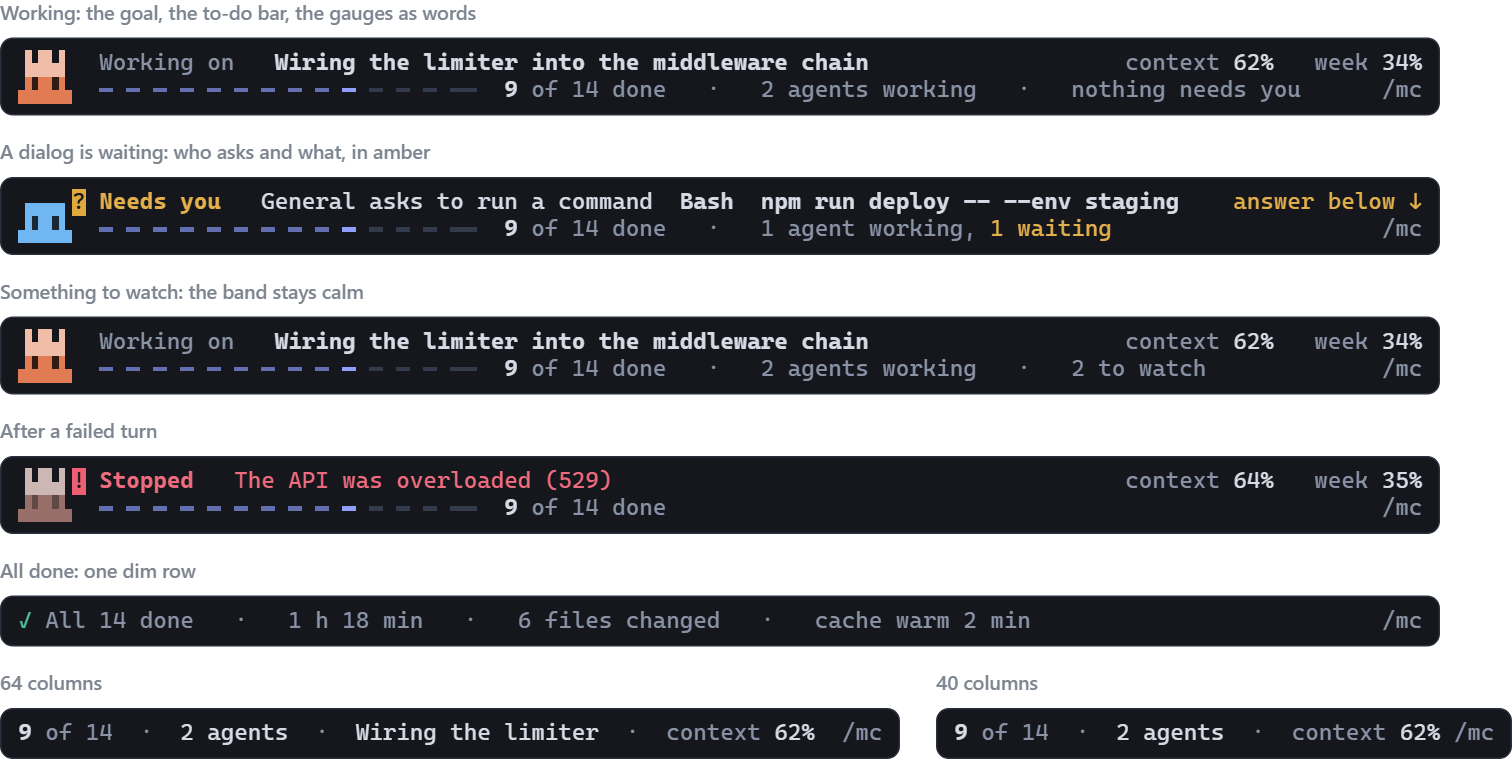 Working: the goal, the to-do bar, the gauges as words
Working on Wiring the limiter into the middleware chain context 62% week 34%
9 of 14 done · 2 agents working · nothing needs you /mc
A dialog is waiting: who asks and what, in amber
? Needs you General asks to run a command Bash npm run deploy -- --env staging answer below ↓
9 of 14 done · 1 agent working, 1 waiting /mc
Something to watch: the band stays calm
Working on Wiring the limiter into the middleware chain context 62% week 34%
9 of 14 done · 2 agents working · 2 to watch /mc
After a failed turn
! Stopped The API was overloaded (529) context 64% week 35%
9 of 14 done /mc
All done: one dim row
✓ All 14 done · 1 h 18 min · 6 files changed · cache warm 2 min /mc
64 columns
9 of 14 · 2 agents · Wiring the limiter · context 62% /mc
40 columns
9 of 14 · 2 agents · context 62% /mc